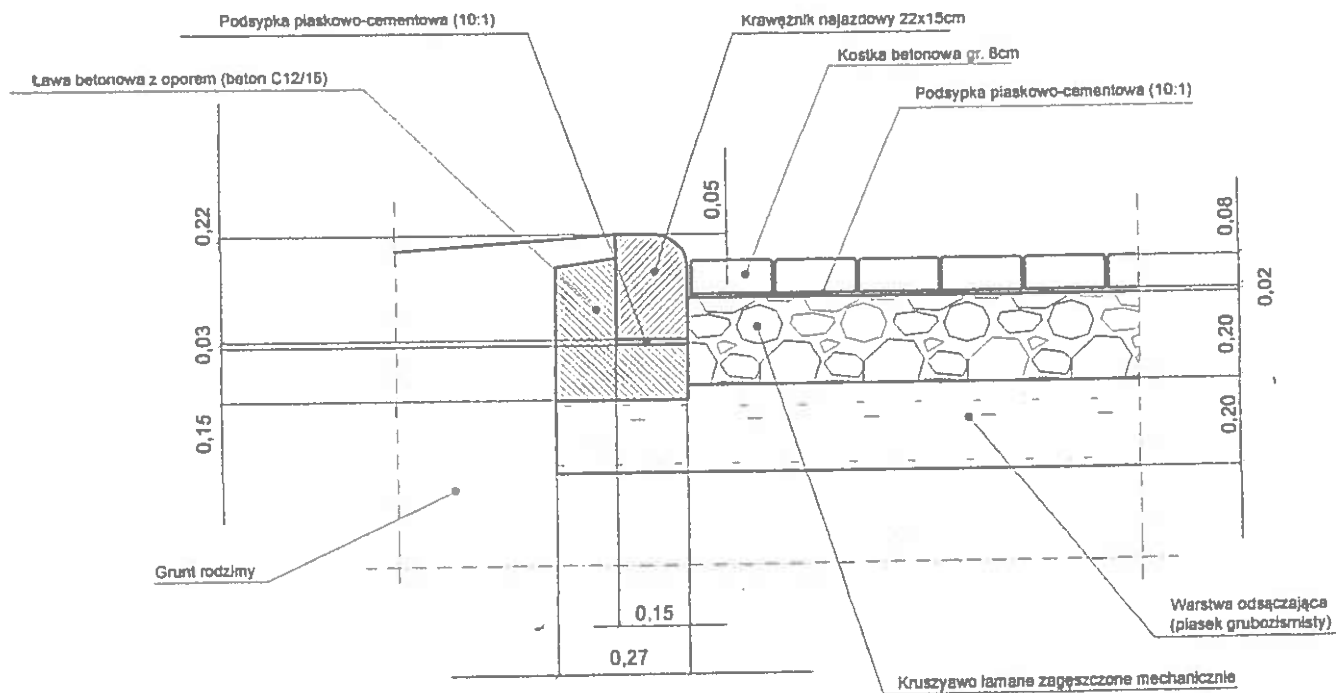 Podsypka piaskowo-cementowa (10:1)
Krawężnik najazdowy 22x15cm
Kostka betonowa gr. 8cm
Ława betonowa z oporem (beton C12/15)
Podsypka piaskowo-cementowa (10:1)
0,22
0,05
0,08
0,02
0,03
0,20
0,15
0,20
Grunt rodzimy
0,15
0,27
Warstwa odsączająca
(piasek grubozismisty)
Kruszyawo łamane zagęszczone mechanicznie